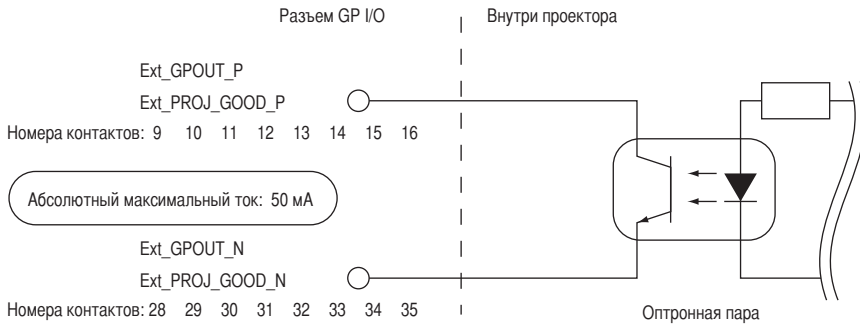 Разъем GP I/O
Внутри проектора
Ext_GPOUT_P
Ext_PROJ_GOOD_P
Номера контактов: 9 10 11 12 13 14 15 16
Абсолютный максимальный ток: 50 мА
Ext_GPOUT_N
Ext_PROJ_GOOD_N
Номера контактов: 28 29 30 31 32 33 34 35
Оптронная пара